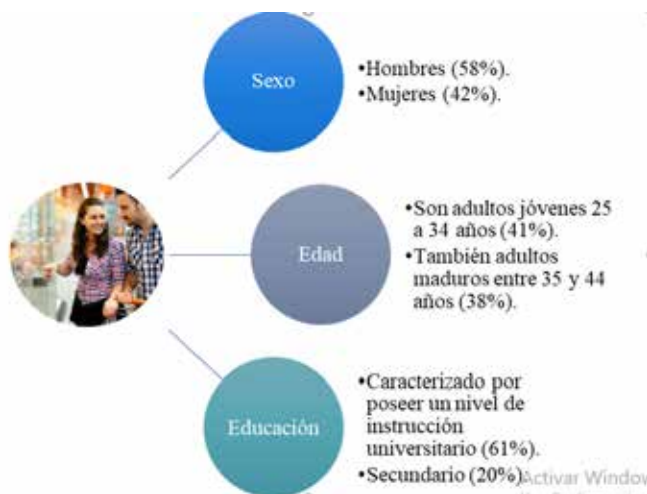 Sexo
•Hombres (58%).
•Mujeres (42%).
Edad
•Son adultos jóvenes 25
a 34 años (41%).
•También adultos
maduros entre 35 y 44
años (38%).
Educación
•Caracterizado por
poseer un nivel de
instrucción
universitario (61%).
•Secundario (20%).
Activar Window